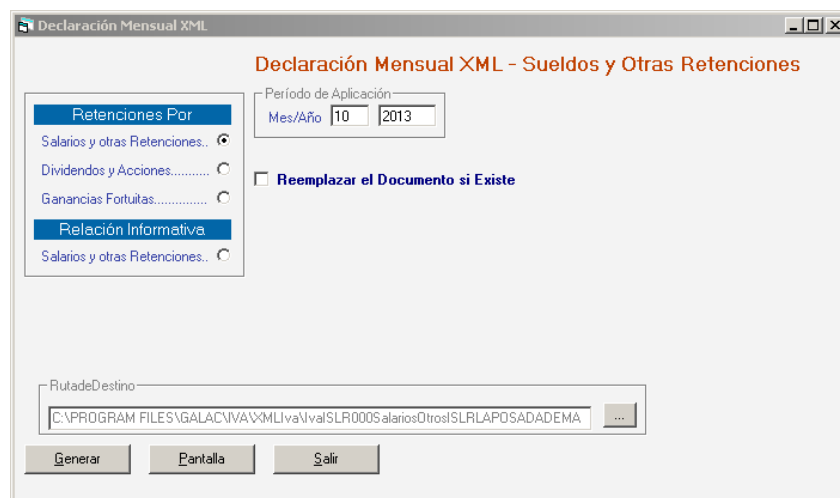 Declaración Mensual XML
Declaración Mensual XML - Sueldos y Otras Retenciones
Retenciones Por
Salarios y otras Retenciones..
Dividendos y Acciones..........
Ganancias Fortuitas...............
Relación Informativa
Salarios y otras Retenciones..
Período de Aplicación
Mes/Año 10 2013
Reemplazar el Documento si Existe
RutadeDestino
C:\PROGRAM FILES\GALAC\IVA\XMLIva\IvaISLR000SalariosOtrosISLRLAPOSADADEMA
...
Generar Pantalla Salir